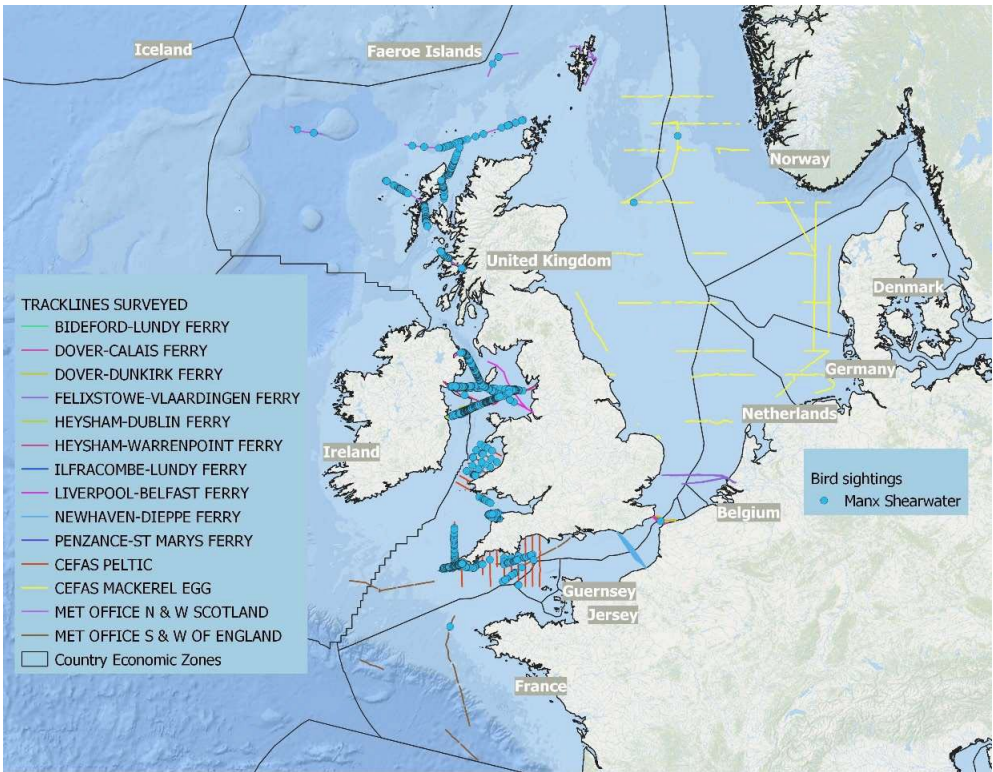 Iceland
Faeroe Islands
Norway
United Kingdom
Denmark
TRACKLINES SURVEYED
BIDEFORD-LUNDY FERRY
DOVER-CALAIS FERRY
DOVER-DUNKIRK FERRY
FELIXSTOWE-VLAARDINGEN FERRY
HEYSHAM-DUBLIN FERRY
HEYSHAM-WARRENPOINT FERRY
ILFRACOMBE-LUNDY FERRY
LIVERPOOL-BELFAST FERRY
NEWHAVEN-DIEPPE FERRY
PENZANCE-ST MARYS FERRY
CEFAS PELTIC
CEFAS MACKEREL EGG
MET OFFICE N & W SCOTLAND
MET OFFICE S & W OF ENGLAND
Country Economic Zones
Germany
Netherlands
Ireland
Bird sightings
Manx Shearwater
Belgium
Guernsey
Jersey
France